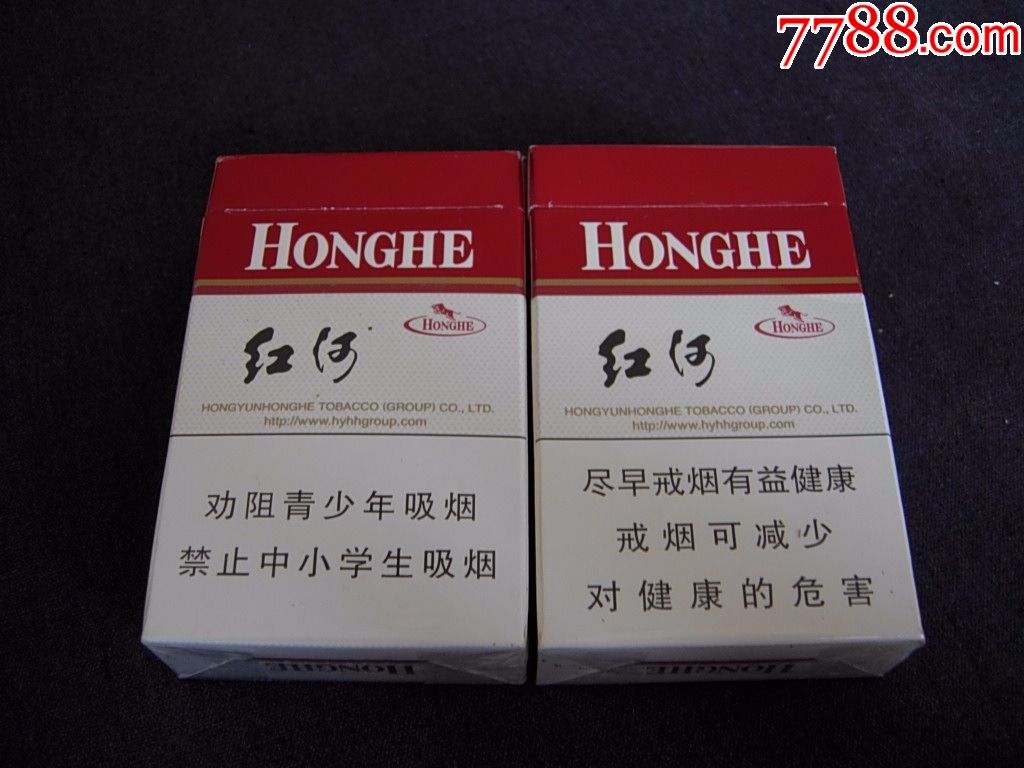 7788.com
HONGHE
HONGHE
红河
HONGYUNHONGHE TOBACCO (GROUP) CO., LTD.
http://www.hyhhgroup.com
劝阻青少年吸烟
禁止中小学生吸烟
HONGHE
HONGHE
HONGHE
红河
HONGYUNHONGHE TOBACCO (GROUP) CO., LTD.
http://www.hyhhgroup.com
尽早戒烟有益健康
戒烟可减少
对健康的危害
HONGHE